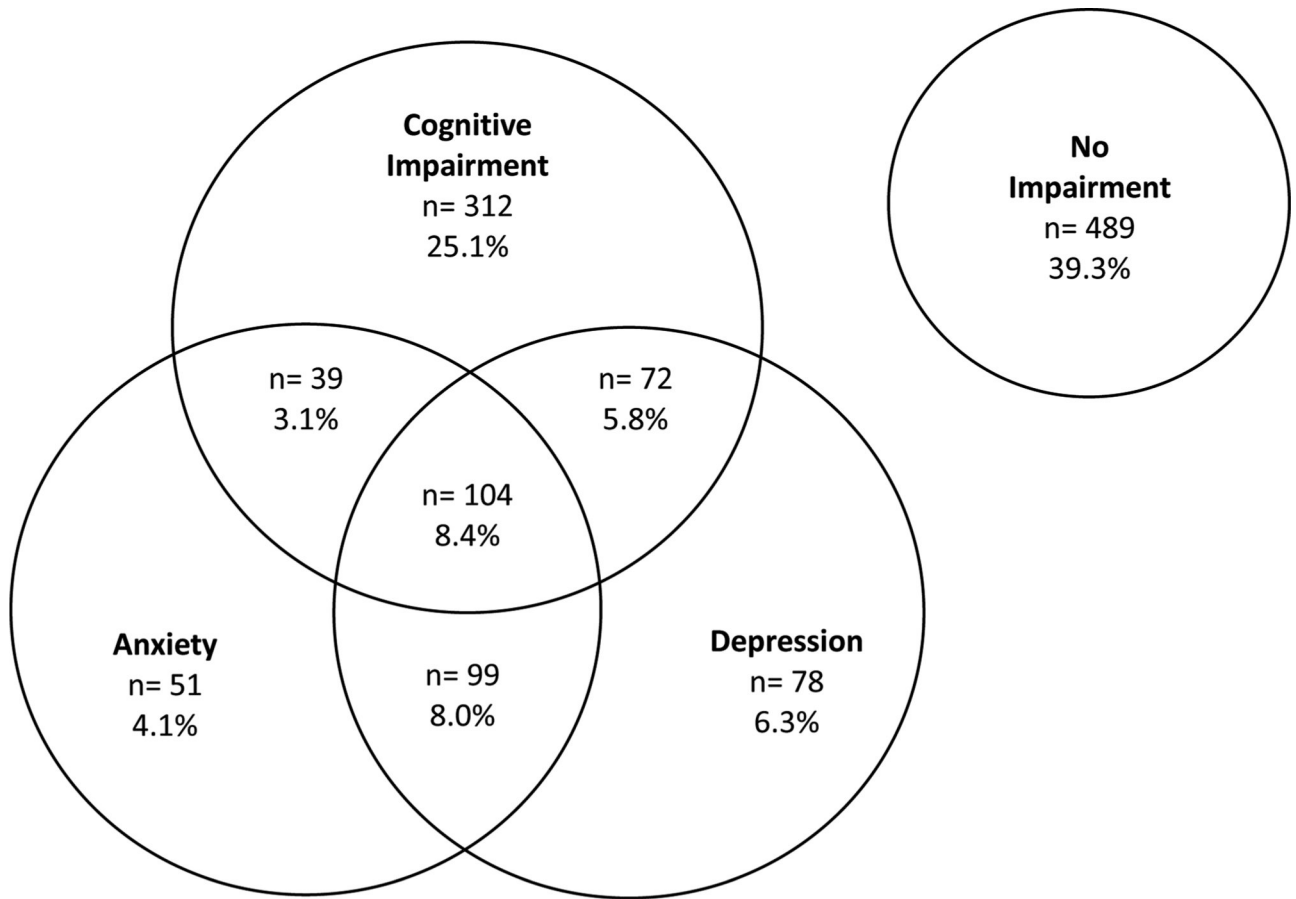 Cognitive
Impairment
n= 312
25.1%
No
Impairment
n= 489
39.3%
n= 39
3.1%
n= 72
5.8%
n= 104
8.4%
Anxiety
n= 51
4.1%
n= 99
8.0%
Depression
n= 78
6.3%